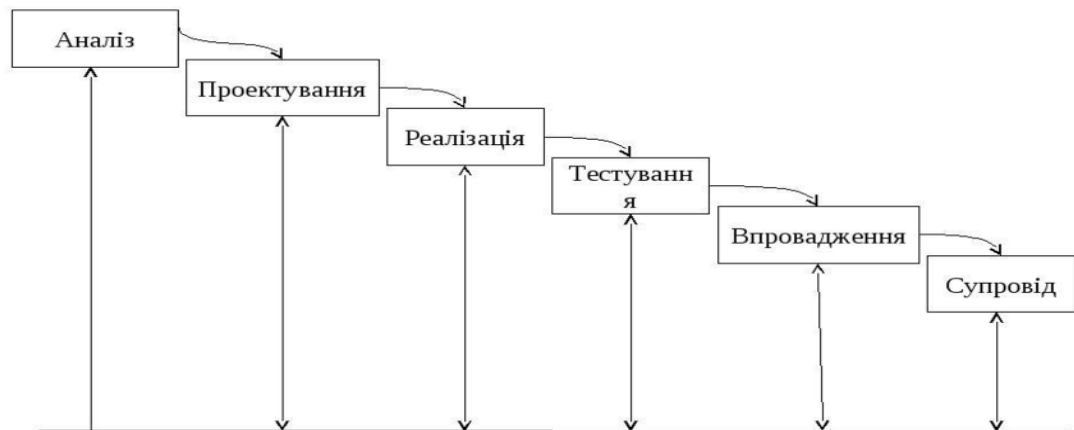 Аналіз
Проектування
Реалізація
Тестуванн
я
Впровадження
Супровід